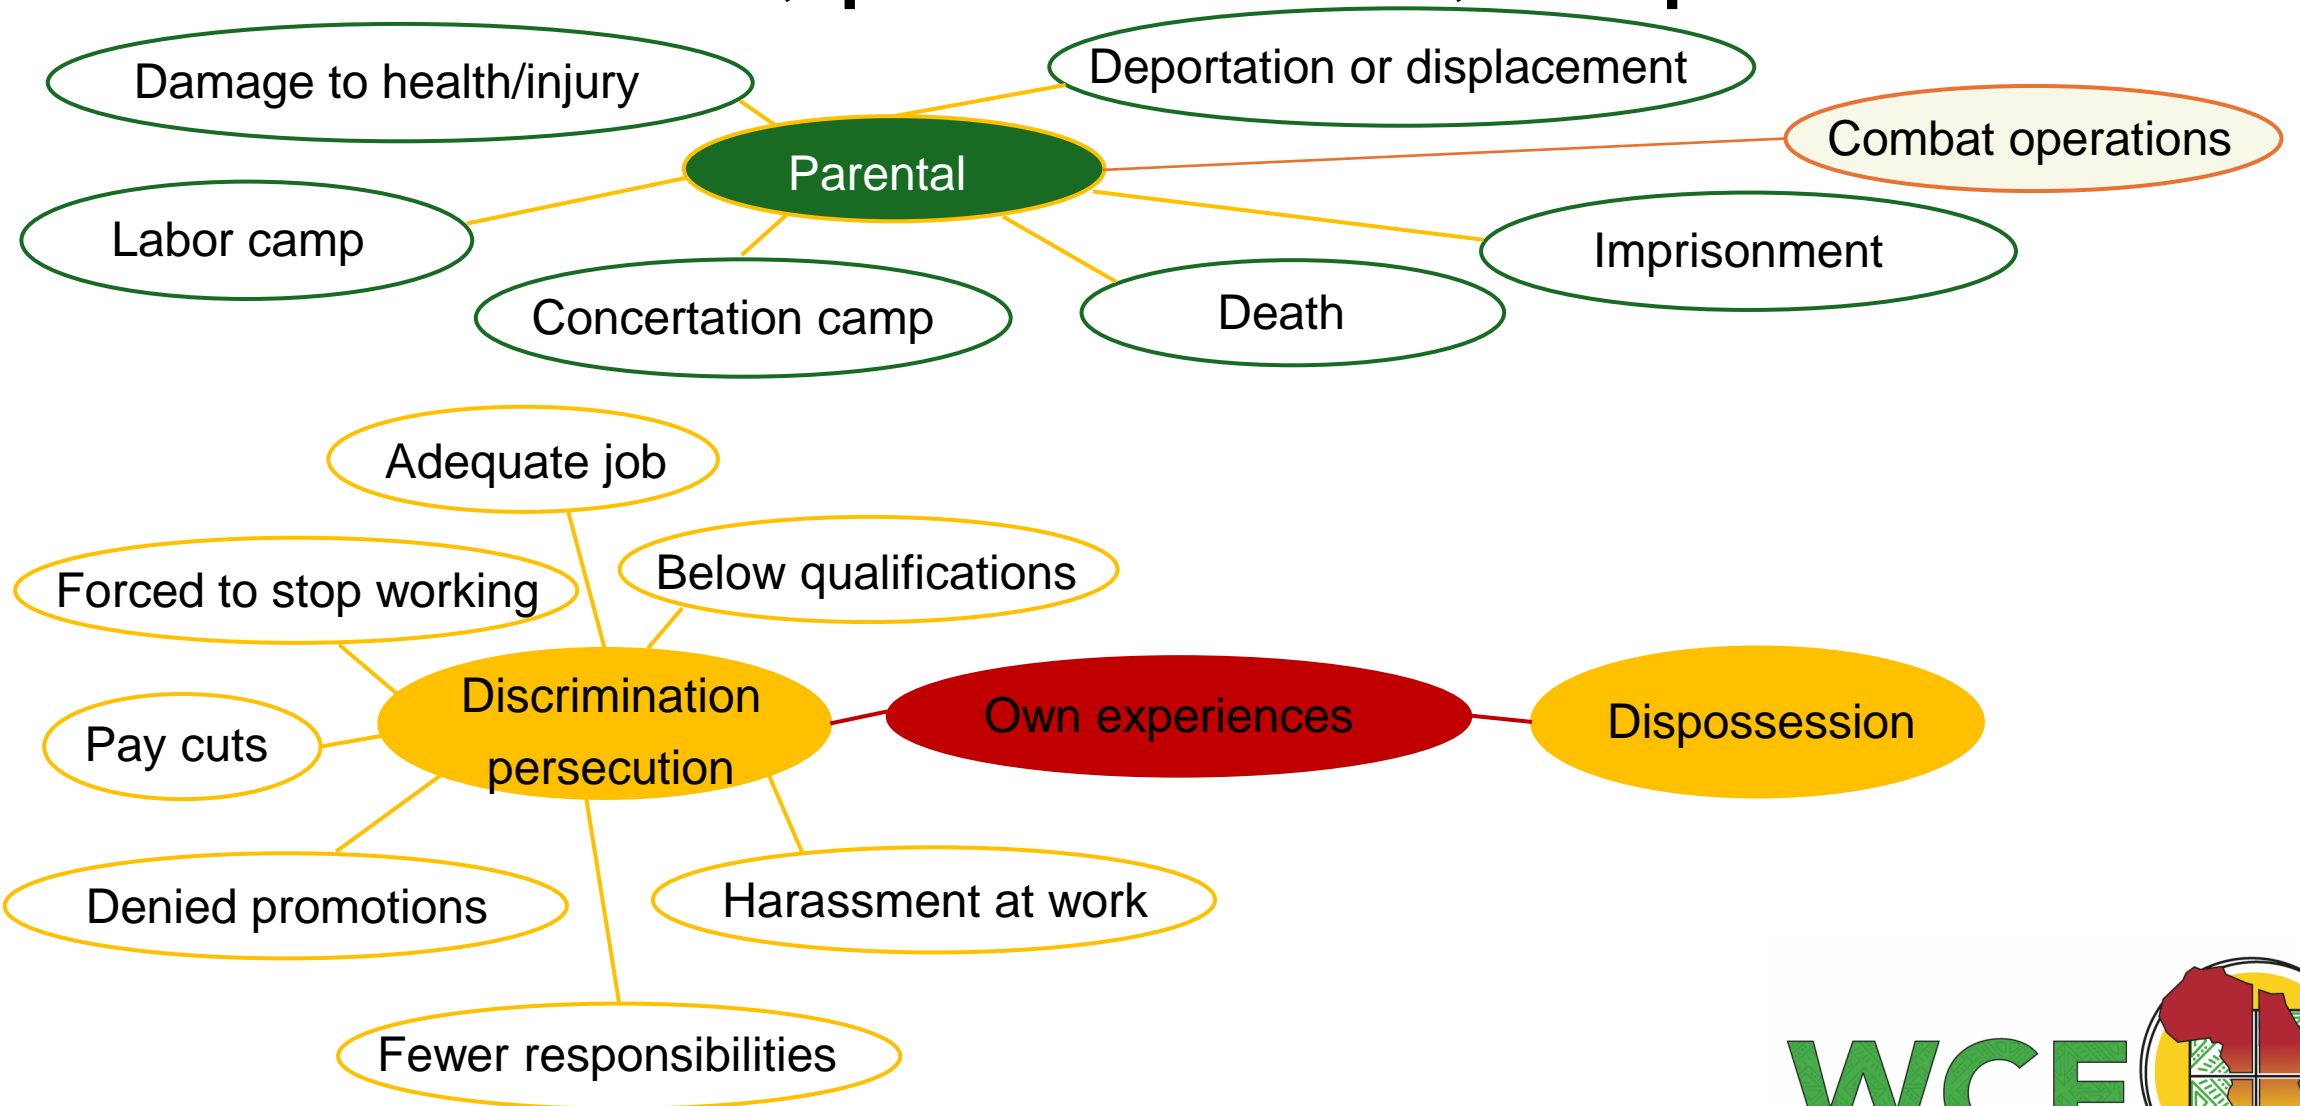 Damage to health/injury
Deportation or displacement
Combat operations
Parental
Labor camp
Imprisonment
Concertation camp
Death
Adequate job
Forced to stop working
Below qualifications
Discrimination
persecution
Own experiences
Dispossession
Pay cuts
Denied promotions
Harassment at work
Fewer responsibilities
WCE